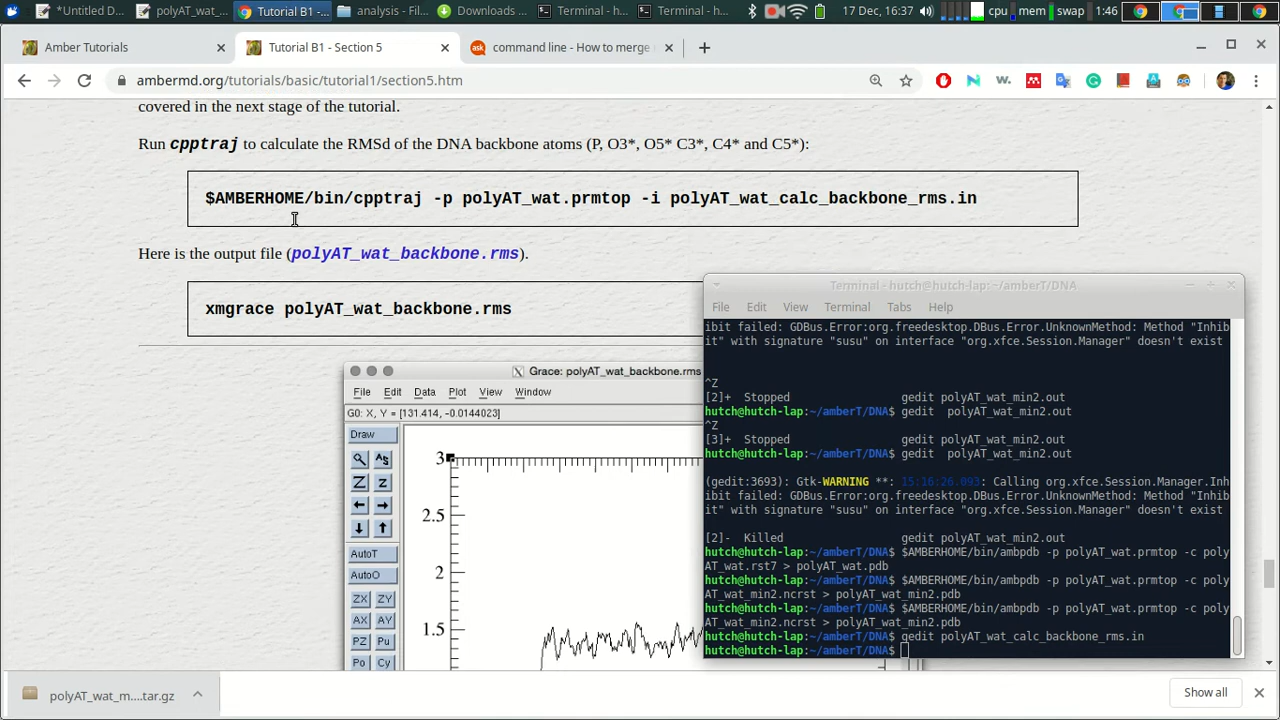 *Untitled D...
polyAT_wat_...
Tutorial B1 -...
analysis - Fil...
Downloads ...
Terminal - h...
Terminal - h...
17 Dec, 16:37
cpu
mem
swap
1:46
Amber Tutorials
Tutorial B1 - Section 5
command line - How to merge
ambermd.org/tutorials/basic/tutorial1/section5.htm
covered in the next stage of the tutorial.
Run cpptraj to calculate the RMSd of the DNA backbone atoms (P, O3*, O5* C3*, C4* and C5*):
$AMBERHOME/bin/cpptraj -p polyAT_wat.prmtop -i polyAT_wat_calc_backbone_rms.in
Here is the output file (polyAT_wat_backbone.rms).
xmgrace polyAT_wat_backbone.rms
Grace: polyAT_wat_backbone.rms
File Edit Data Plot View Window
G0: X, Y = [131.414, -0.0144023]
Draw
AutoT
AutoO
ZX ZY
AX AY
PZ Pu
Po Cy
3
2.5
2
1.5
Terminal - hutch@hutch-lap: ~/amberT/DNA
File Edit View Terminal Tabs Help
ibit failed: GDBus.Error:org.freedesktop.DBus.Error.UnknownMethod: Method "Inhib
it" with signature "susu" on interface "org.xfce.Session.Manager" doesn't exist
^Z
[2]+  Stopped                 gedit polyAT_wat_min2.out
hutch@hutch-lap:~/amberT/DNA$ gedit  polyAT_wat_min2.out
^Z
[3]+  Stopped                 gedit polyAT_wat_min2.out
hutch@hutch-lap:~/amberT/DNA$ gedit  polyAT_wat_min2.out
(gedit:3693): Gtk-WARNING **: 15:16:26.093: Calling org.xfce.Session.Manager.Inh
ibit failed: GDBus.Error:org.freedesktop.DBus.Error.UnknownMethod: Method "Inhib
it" with signature "susu" on interface "org.xfce.Session.Manager" doesn't exist
[2]-  Killed                  gedit polyAT_wat_min2.out
hutch@hutch-lap:~/amberT/DNA$ $AMBERHOME/bin/ambpdb -p polyAT_wat.prmtop -c poly
AT_wat.rst7 > polyAT_wat.pdb
hutch@hutch-lap:~/amberT/DNA$ $AMBERHOME/bin/ambpdb -p polyAT_wat.prmtop -c poly
AT_wat_min2.ncrst > polyAT_wat_min2.pdb
hutch@hutch-lap:~/amberT/DNA$ $AMBERHOME/bin/ambpdb -p polyAT_wat.prmtop -c poly
AT_wat_min2.ncrst > polyAT_wat_min2.pdb
hutch@hutch-lap:~/amberT/DNA$ gedit polyAT_wat_calc_backbone_rms.in
hutch@hutch-lap:~/amberT/DNA$
polyAT_wat_m....tar.gz
Show all